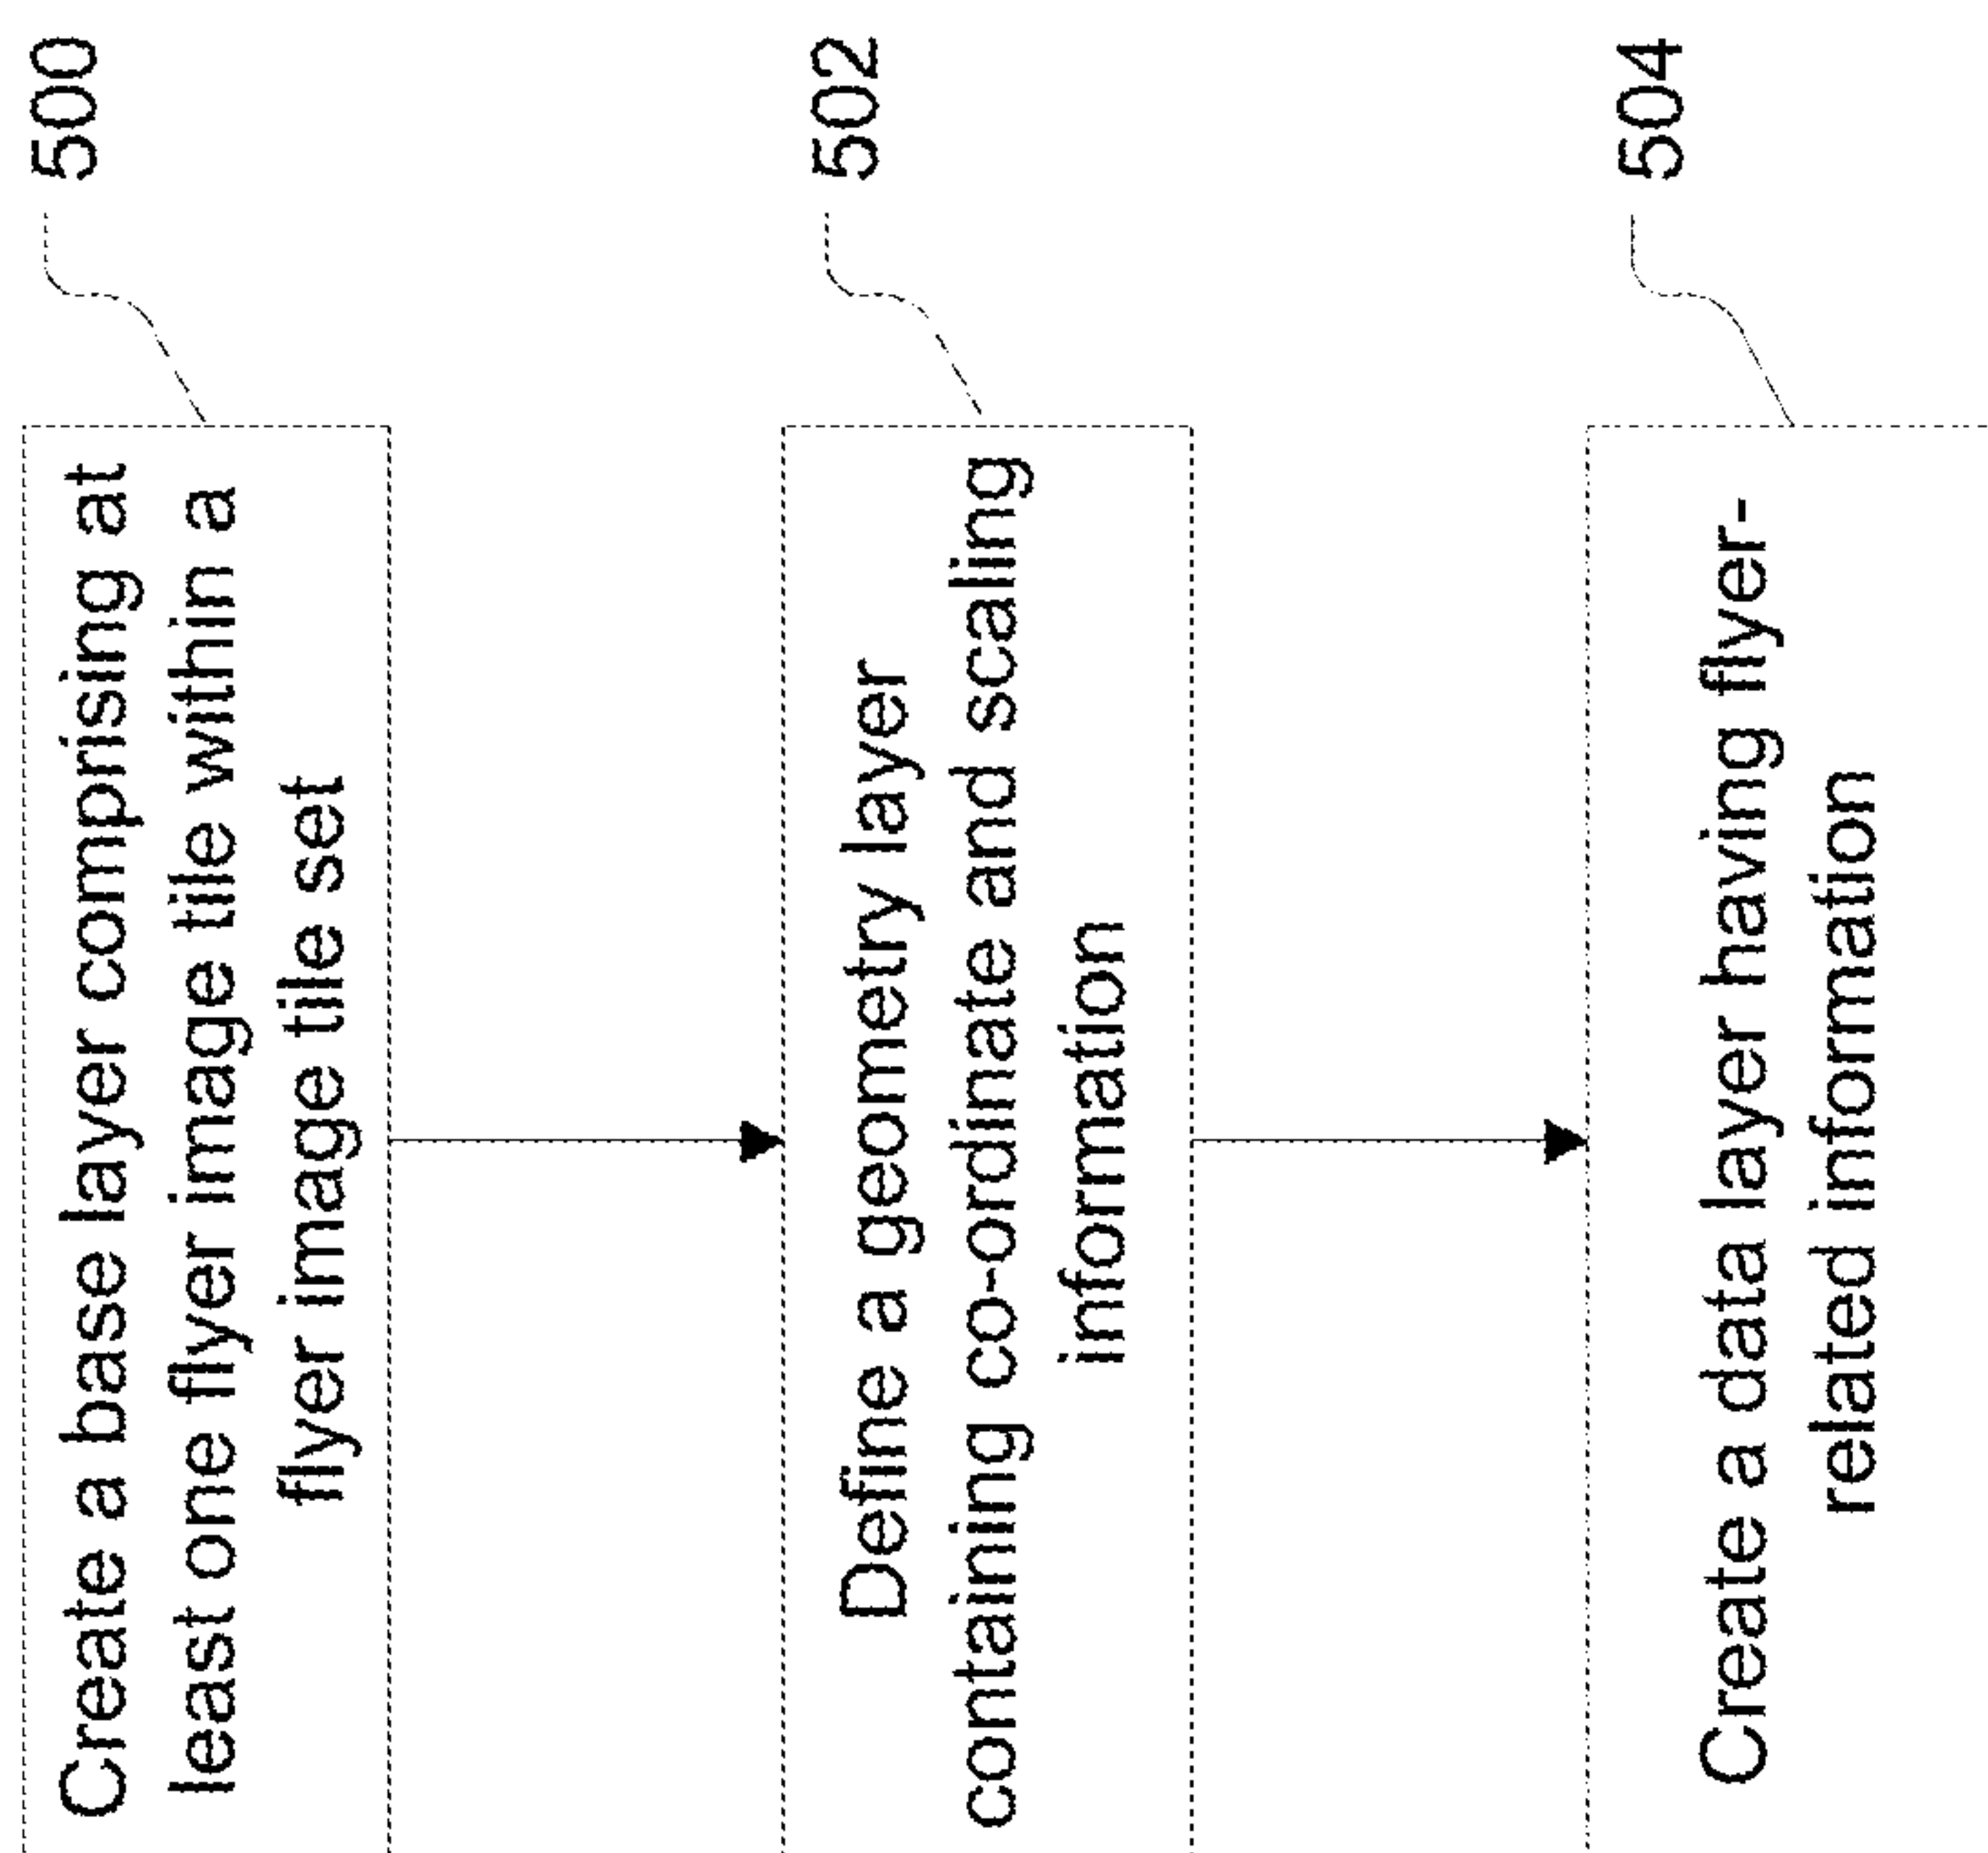 500
Create a base layer comprising at
least one flyer image tile within a
flyer image tile set
502
Define a geometry layer
containing co-ordinate and scaling
information
504
Create a data layer having flyer-
related information